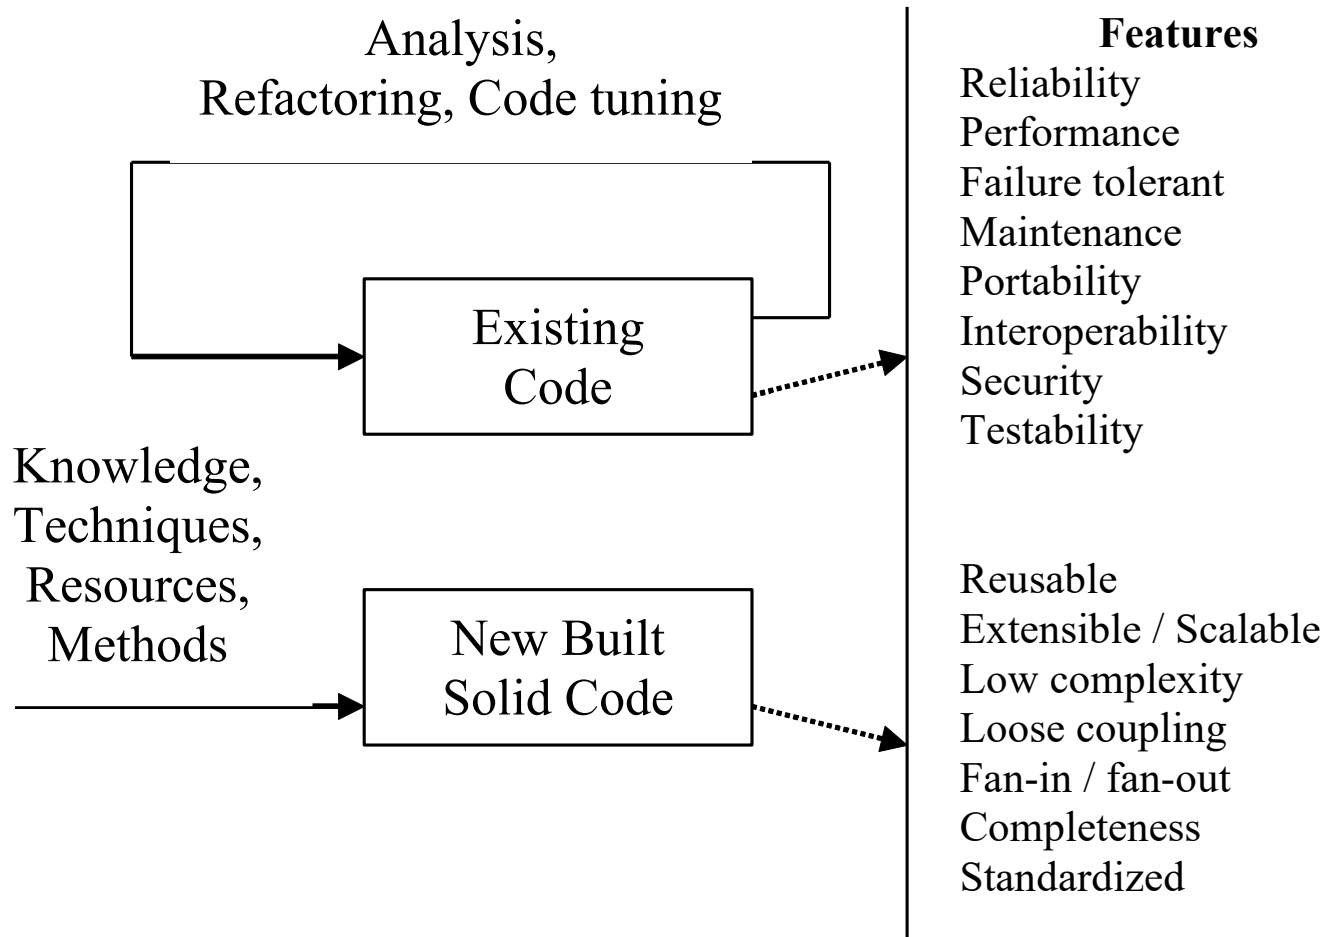 Analysis,
Refactoring, Code tuning
Existing
Code
Knowledge,
Techniques,
Resources,
Methods
New Built
Solid Code
Features
Reliability
Performance
Failure tolerant
Maintenance
Portability
Interoperability
Security
Testability
Reusable
Extensible / Scalable
Low complexity
Loose coupling
Fan-in / fan-out
Completeness
Standardized